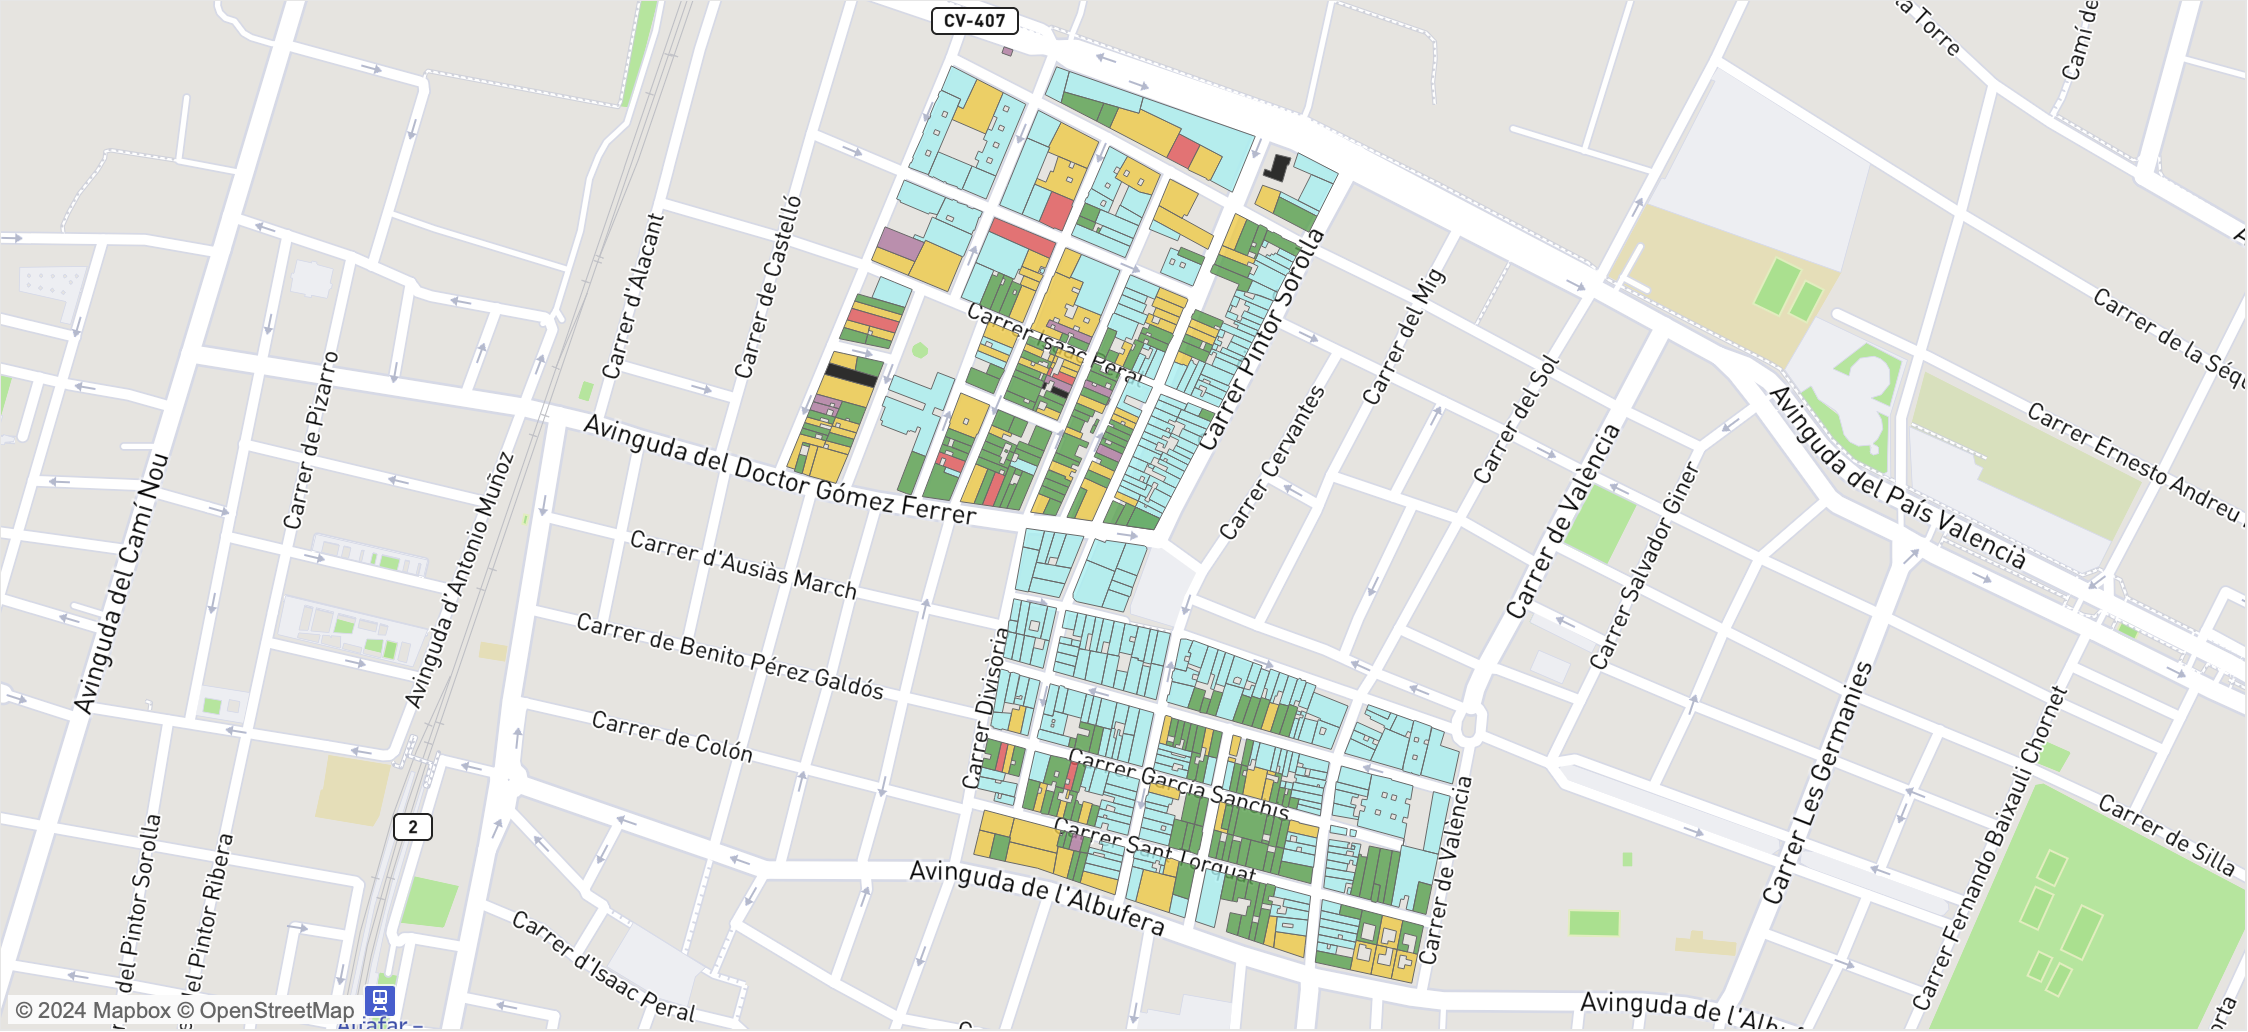 CV-407
la Torre
Camí de
Carrer d'Alacant
Carrer de Castelló
Carrer Pintor Sorolla
Carrer del Mig
Carrer del Sol
Carrer Isaac Peral
Carrer de Pizarro
Carrer de la Séqu
Carrer Ernesto Andreu
Avinguda del Doctor Gómez Ferrer
Carrer Cervantes
Carrer de València
Carrer Salvador Giner
Avinguda del País Valencià
Avinguda del Camí Nou
Avinguda d'Antonio Muñoz
Carrer d'Ausiàs March
Carrer de Benito Pérez Galdós
Carrer de Colón
Carrer Divisòria
Carrer García Sanchis
Carrer Sant Torquat
Carrer de València
Carrer Les Germanies
Carrer Fernando Baixauli Chornet
Carrer de Silla
2
Avinguda de l'Albufera
Carrer d'Isaac Peral
del Pintor Sorolla
del Pintor Ribera
Avinguda de l'Albuf
orta
© 2024 Mapbox © OpenStreetMap
Alfafar –